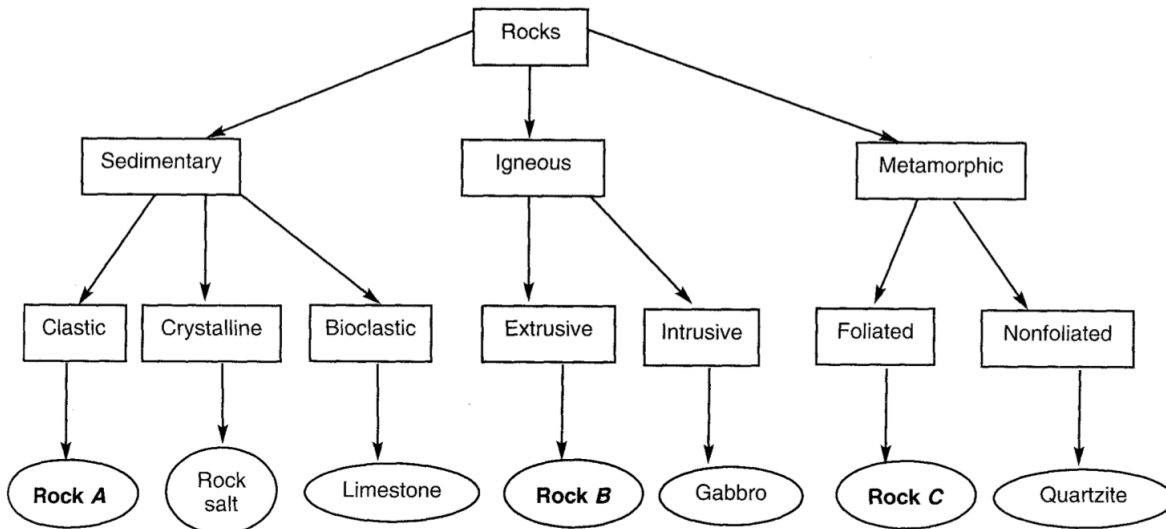 Rocks
Sedimentary
Igneous
Metamorphic
Clastic
Crystalline
Bioclastic
Extrusive
Intrusive
Foliated
Nonfoliated
Rock A
Rock
salt
Limestone
Rock B
Gabbro
Rock C
Quartzite